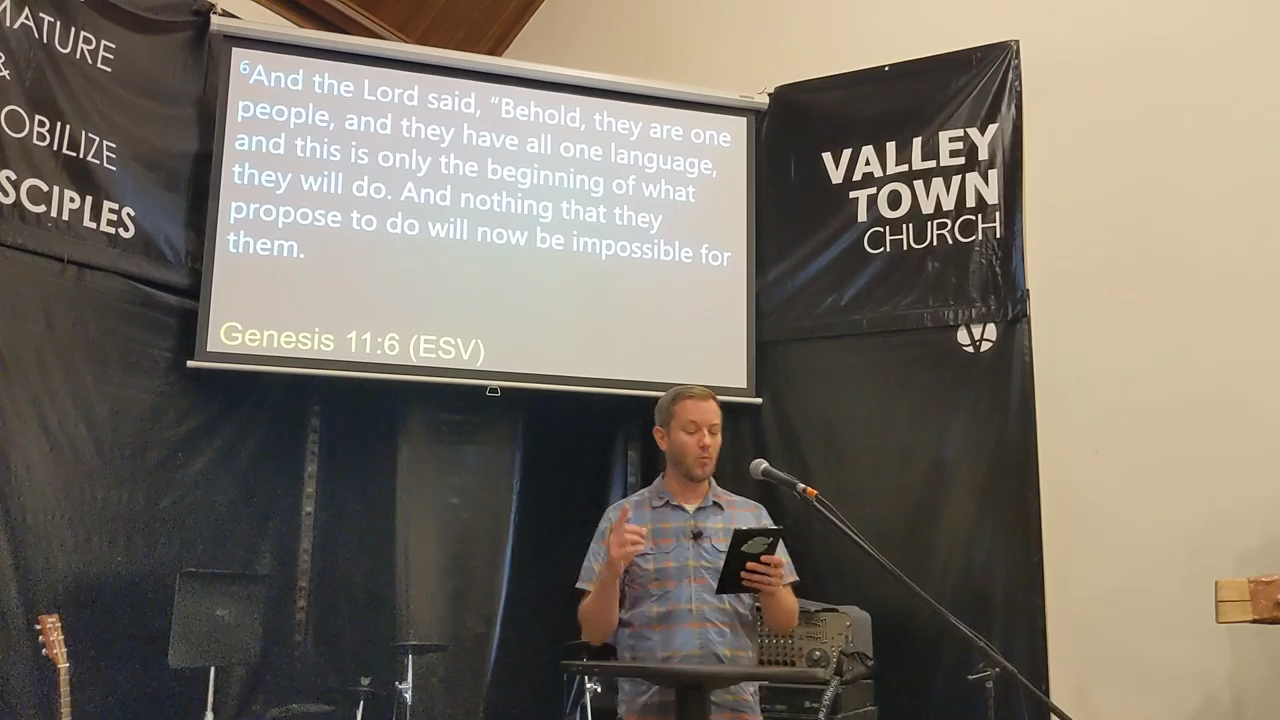 MATURE
&
OBILIZE
SCIPLES
⁶And the Lord said, “Behold, they are one
people, and they have all one language,
and this is only the beginning of what
they will do. And nothing that they
propose to do will now be impossible for
them.
Genesis 11:6 (ESV)
VALLEY
TOWN
CHURCH